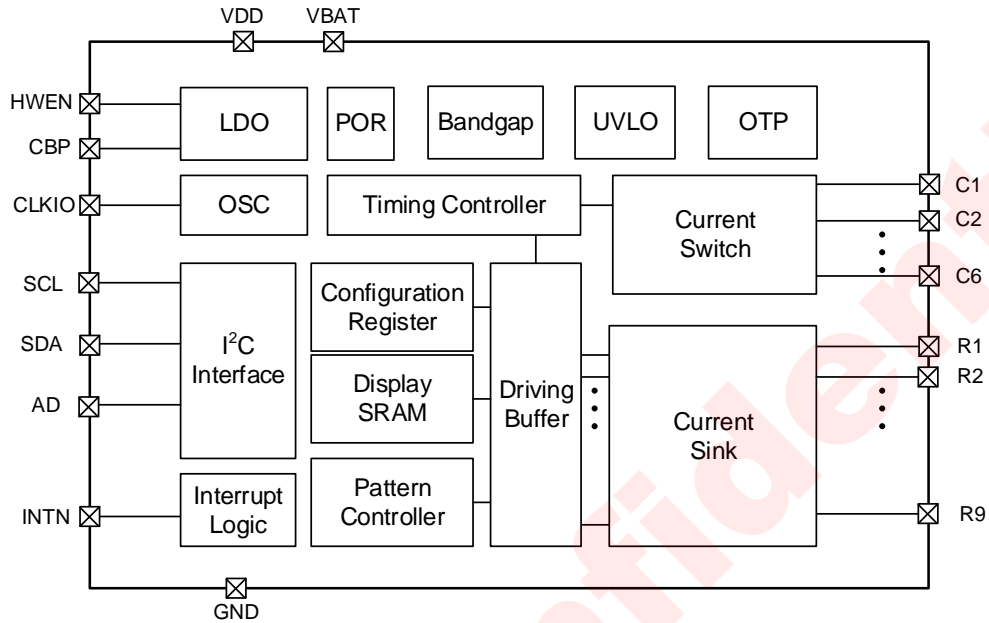 VDD
VBAT
HWEN
CBP
CLKIO
SCL
SDA
AD
INTN
GND
LDO
POR
Bandgap
UVLO
OTP
OSC
Timing Controller
Current
Switch
I²C
Interface
Configuration
Register
Display
SRAM
Driving
Buffer
Current
Sink
Interrupt
Logic
Pattern
Controller
C1
C2
C6
R1
R2
R9
fident